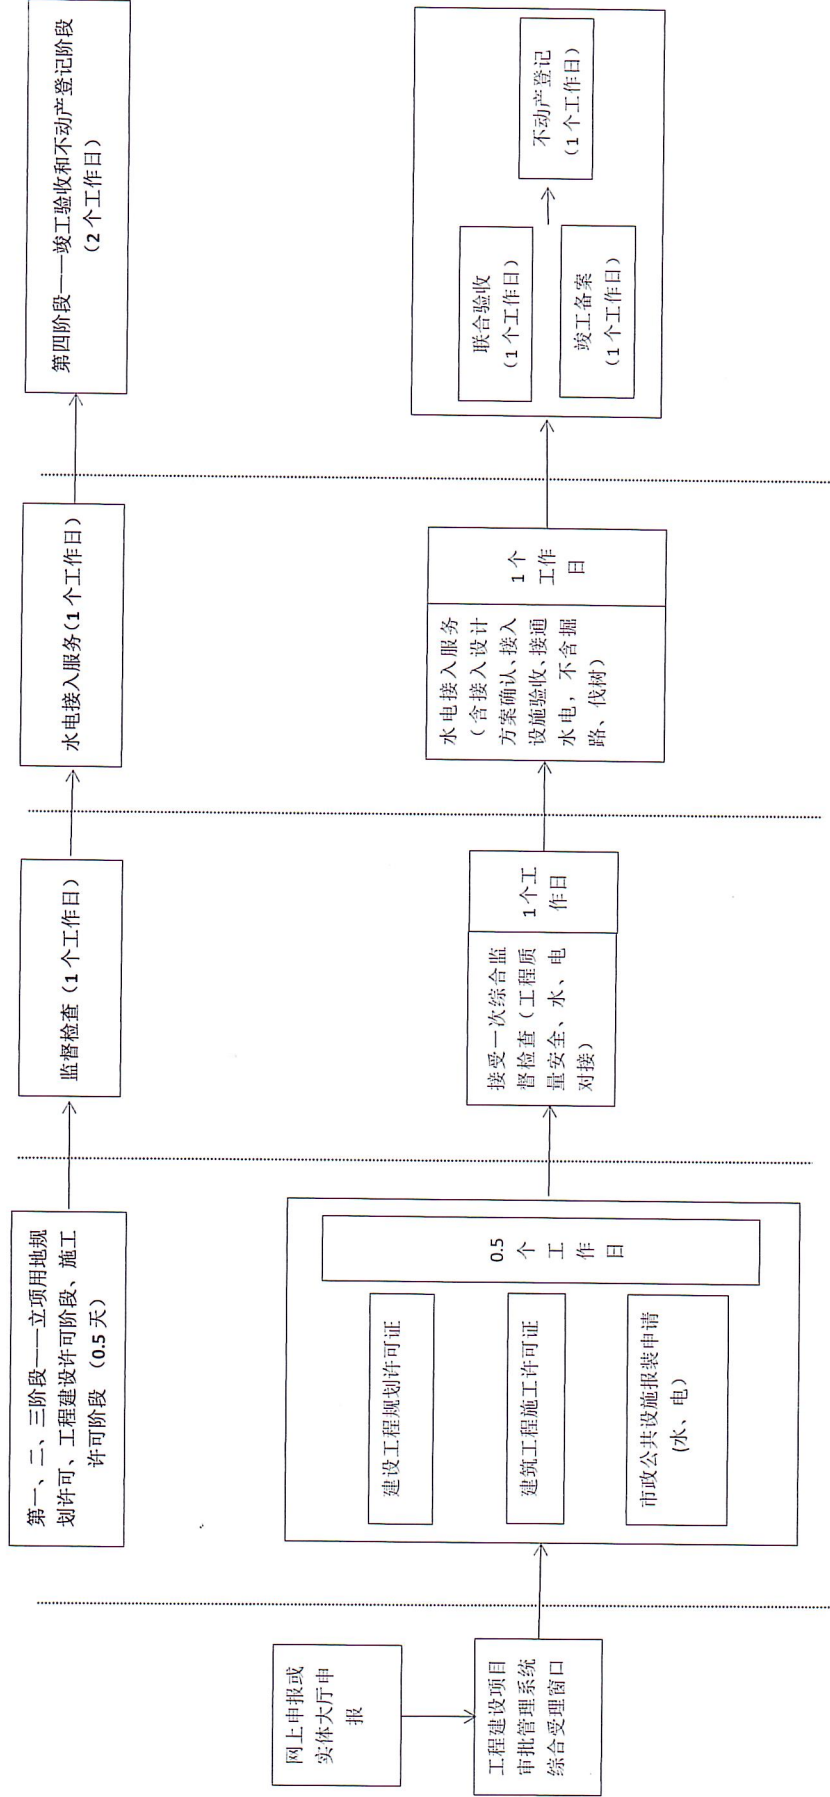 第一、二、三阶段——立项用地规
划许可、工程建设许可阶段、施工
许可阶段 （0.5 天）
监督检查（1 个工作日）
水电接入服务（1 个工作日）
第四阶段——竣工验收和不动产登记阶段
（2 个工作日）
网上申报或
实体大厅申
报
工程建设项目
审批管理系统
综合受理窗口
建设工程规划许可证
建筑工程施工许可证
市政公共设施报装申请
（水、电）
0.5
个
工
作
日
接受一次综合监
督检查（工程质
量安全、水、电
对接）
1 个工
作日
水电接入服务
（含接入设计
方案确认、接入
设施验收、接通
水电，不含掘
路、伐树）
1 个
工作
日
联合验收
（1 个工作日）
竣工备案
（1 个工作日）
不动产登记
（1 个工作日）